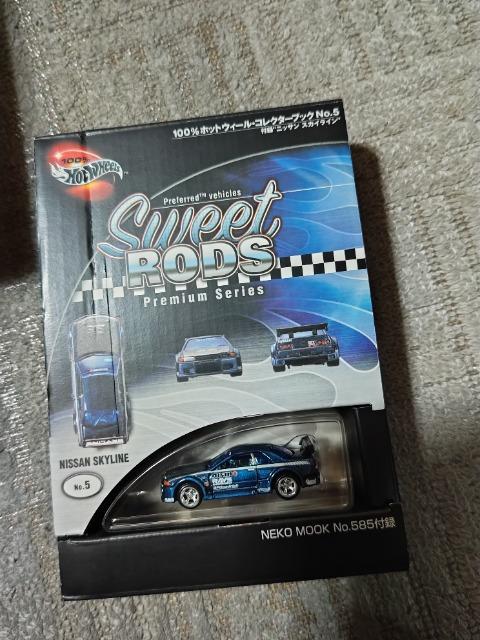 100%ホットウィール・コレクターブックNo.5
付録“ニッサン スカイライン”
100%
HOT WHEELS
Preferred™ vehicles
Sweet
RODS
Premium Series
NISSAN SKYLINE
No.5
NEKO MOOK No.585付録